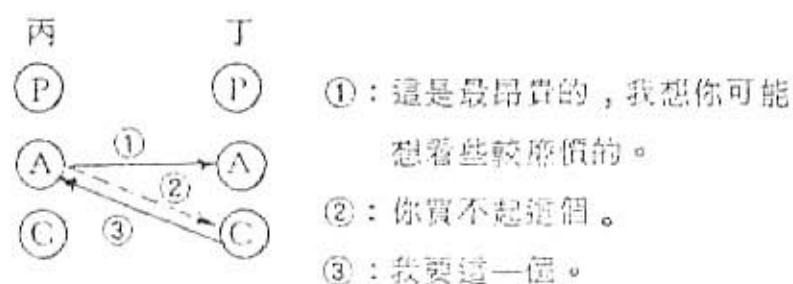 丙 丁
P P
A A
C C
① ② ③
①：這是最昂貴的，我想你可能
想看些較廉價的。
②：你買不起這個。
③：我要這一個。